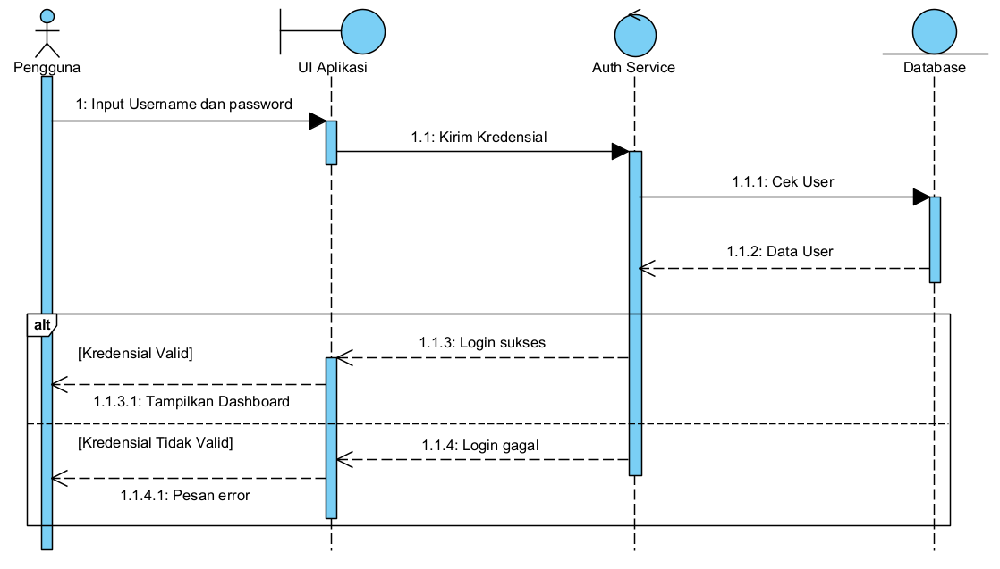 Pengguna
UI Aplikasi
Auth Service
Database
1: Input Username dan password
1.1: Kirim Kredensial
1.1.1: Cek User
1.1.2: Data User
alt
[Kredensial Valid]
1.1.3: Login sukses
1.1.3.1: Tampilkan Dashboard
[Kredensial Tidak Valid]
1.1.4: Login gagal
1.1.4.1: Pesan error